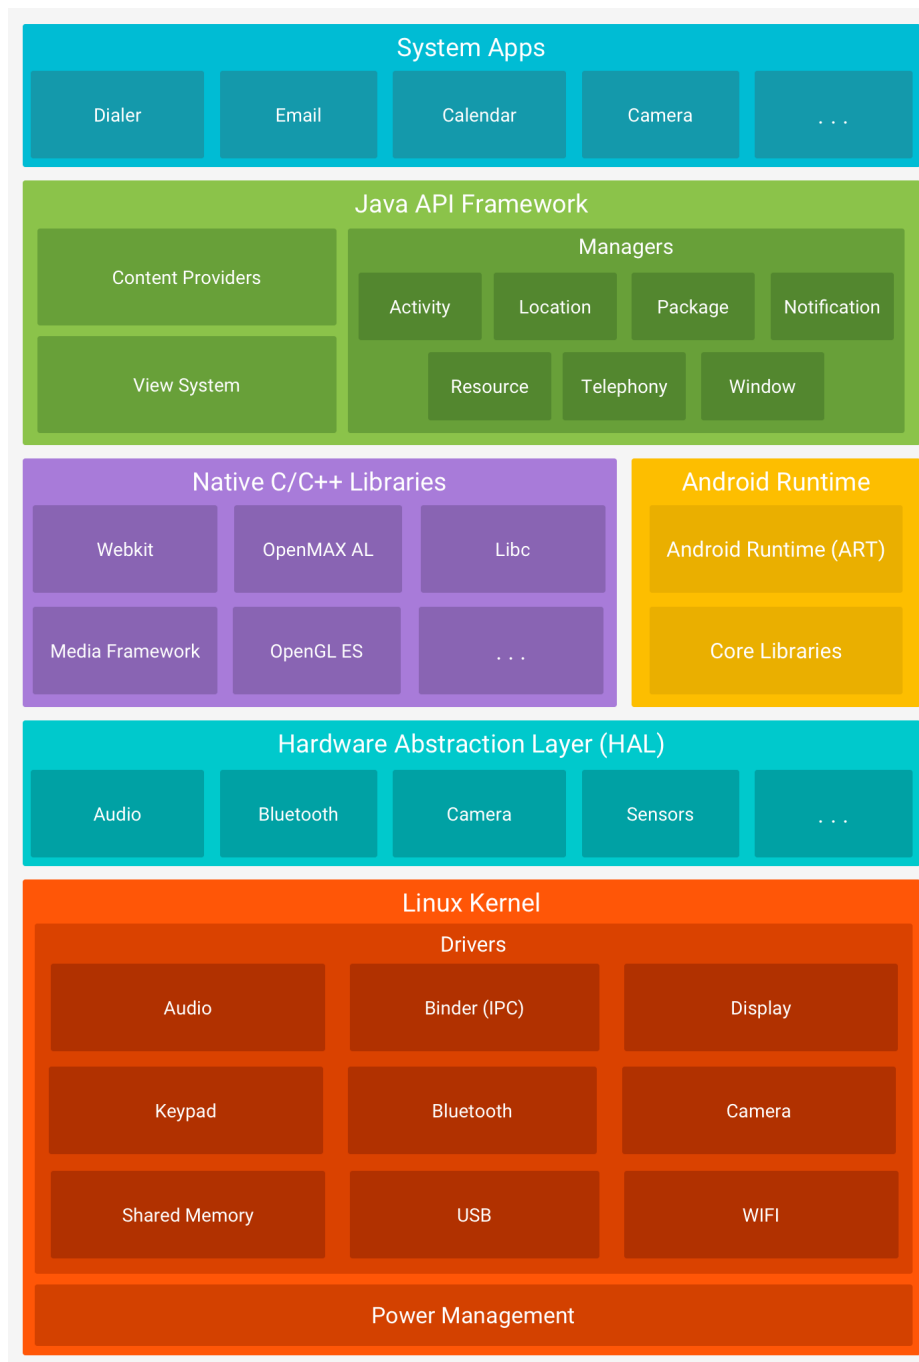 System Apps
Dialer
Email
Calendar
Camera
. . .
Java API Framework
Content Providers
View System
Managers
Activity
Location
Package
Notification
Resource
Telephony
Window
Native C/C++ Libraries
Webkit
OpenMAX AL
Libc
Media Framework
OpenGL ES
. . .
Android Runtime
Android Runtime (ART)
Core Libraries
Hardware Abstraction Layer (HAL)
Audio
Bluetooth
Camera
Sensors
. . .
Linux Kernel
Drivers
Audio
Binder (IPC)
Display
Keypad
Bluetooth
Camera
Shared Memory
USB
WIFI
Power Management